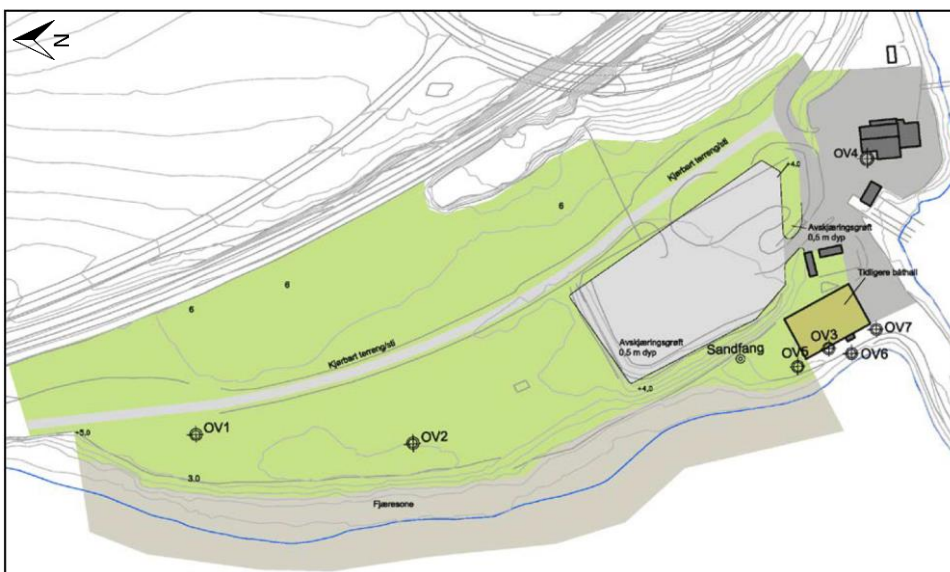 N
Kjørbart terreng/sti
OV4
+4,0
6
Avskjæringsgrøft
0,5 m dyp
Tidligere båthall
6
6
OV7
OV3
Kjørbart terreng/sti
Avskjæringsgrøft
0,5 m dyp
Sandfang
OV6
OV5
+4,0
OV1
+3,0
OV2
3.0
Fjæresone